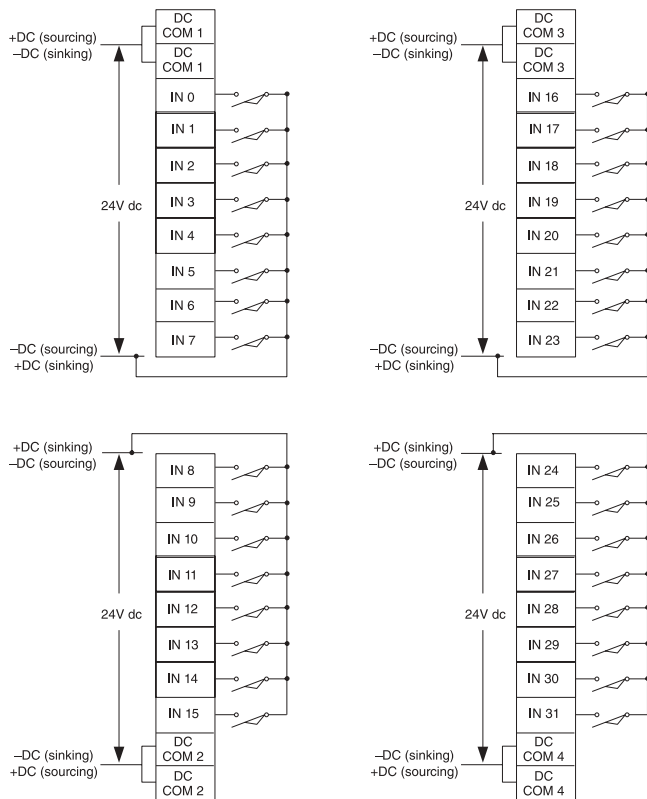 +DC (sourcing)
–DC (sinking)
DC
COM 1
DC
COM 1
IN 0
IN 1
IN 2
IN 3
IN 4
IN 5
IN 6
IN 7
24V dc
–DC (sourcing)
+DC (sinking)
+DC (sourcing)
–DC (sinking)
DC
COM 3
DC
COM 3
IN 16
IN 17
IN 18
IN 19
IN 20
IN 21
IN 22
IN 23
24V dc
–DC (sourcing)
+DC (sinking)
+DC (sinking)
–DC (sourcing)
IN 8
IN 9
IN 10
IN 11
IN 12
IN 13
IN 14
IN 15
24V dc
DC
COM 2
DC
COM 2
–DC (sinking)
+DC (sourcing)
+DC (sinking)
–DC (sourcing)
IN 24
IN 25
IN 26
IN 27
IN 28
IN 29
IN 30
IN 31
24V dc
DC
COM 4
DC
COM 4
–DC (sinking)
+DC (sourcing)